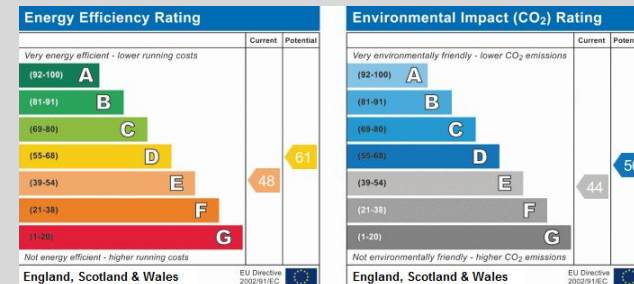 Energy Efficiency Rating
Current Potential
Very energy efficient - lower running costs
(92-100) A
(81-91) B
(69-80) C
(55-68) D
61
(39-54) E
48
(21-38) F
(1-20) G
Not energy efficient - higher running costs
England, Scotland & Wales
EU Directive
2002/91/EC
Environmental Impact (CO₂) Rating
Current
Very environmentally friendly - lower CO₂ emissions
(92-100) A
(81-91) B
(69-80) C
(55-68) D
(39-54) E
44
(21-38) F
(1-20) G
Not environmentally friendly - higher CO₂ emissions
England, Scotland & Wales
EU Directive
2002/91/EC